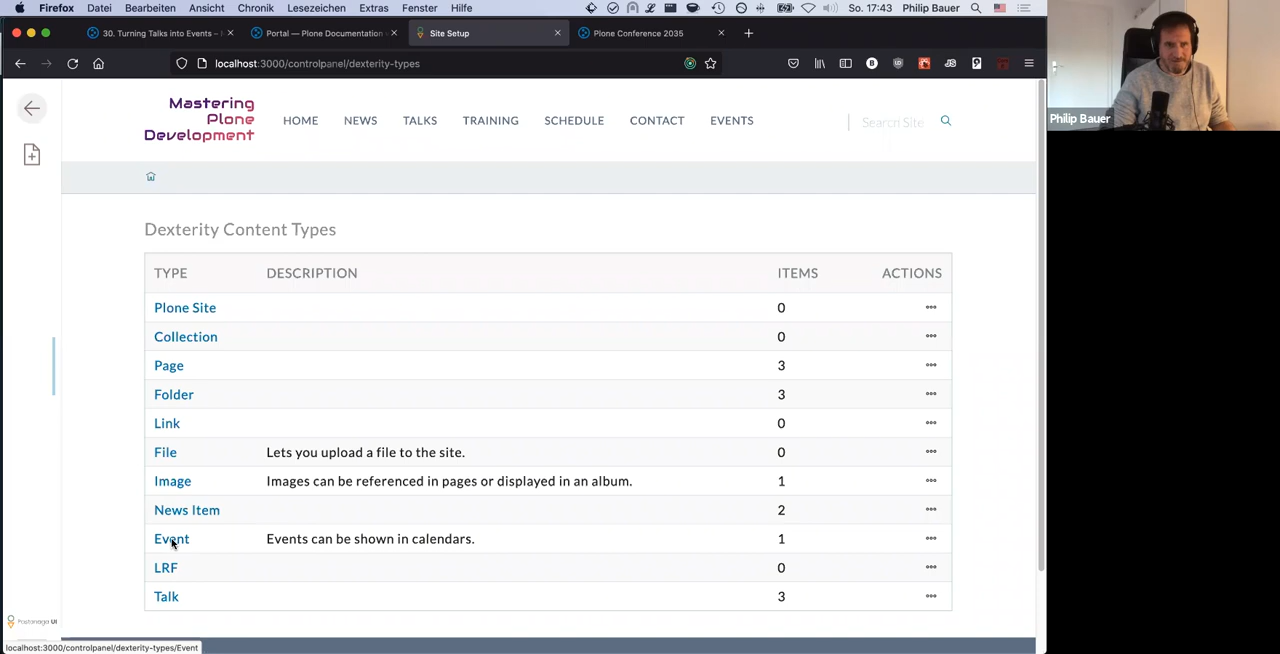 Firefox Datei Bearbeiten Ansicht Chronik Lesezeichen Extras Fenster Hilfe So. 17:43 Philip Bauer
30. Turning Talks into Events – Portal — Plone Documentation Site Setup Plone Conference 2035
localhost:3000/controlpanel/dexterity-types
Mastering
Plone
Development
HOME NEWS TALKS TRAINING SCHEDULE CONTACT EVENTS Search Site
Philip Bauer
Dexterity Content Types
TYPE DESCRIPTION ITEMS ACTIONS
Plone Site 0
Collection 0
Page 3
Folder 3
Link 0
File Lets you upload a file to the site. 0
Image Images can be referenced in pages or displayed in an album. 1
News Item 2
Event Events can be shown in calendars. 1
LRF 0
Talk 3
Pastanaga UI
localhost:3000/controlpanel/dexterity-types/Event